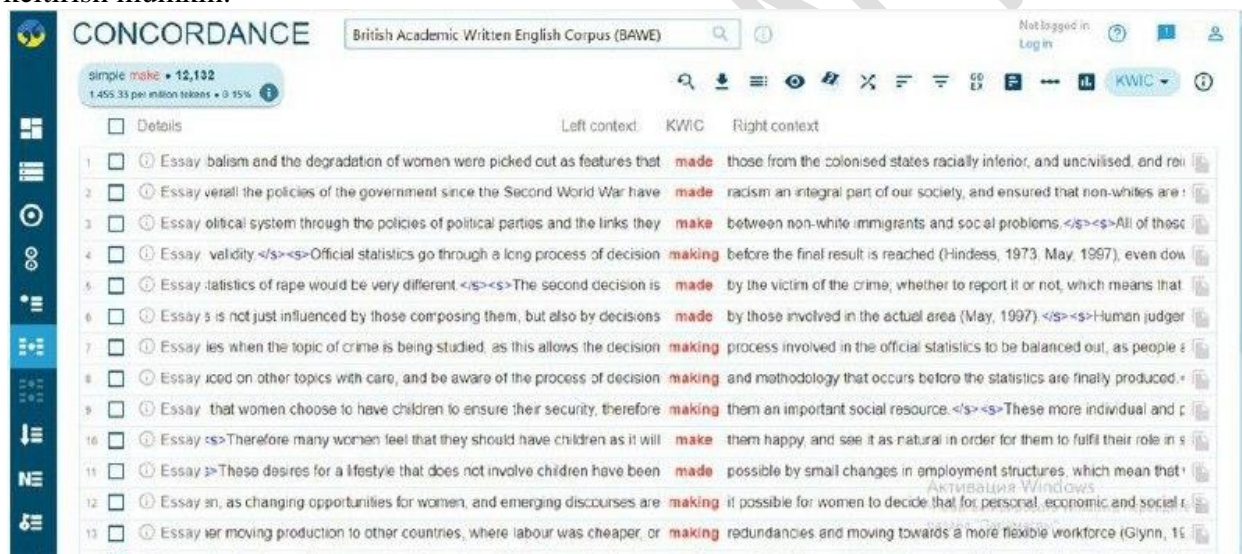 keltirish mumkin.
CONCORDANCE British Academic Written English Corpus (BAWE) Not logged in
Log in
simple make • 12,132
1,455.33 per million tokens • 0.15% KWIC
Details Left context KWIC Right context
1 Essay balism and the degradation of women were picked out as features that made those from the colonised states racially inferior, and uncivilised, and rei
2 Essay verall the policies of the government since the Second World War have made racism an integral part of our society, and ensured that non-whites are
3 Essay olitical system through the policies of political parties and the links they make between non-white immigrants and social problems.</s><s>All of these
4 Essay validity.</s><s>Official statistics go through a long process of decision making before the final result is reached (Hindess, 1973, May, 1997), even dow
5 Essay tatistics of rape would be very different.</s><s>The second decision is made by the victim of the crime; whether to report it or not, which means that
6 Essay s is not just influenced by those composing them, but also by decisions made by those involved in the actual area (May, 1997).</s><s>Human judger
7 Essay ies when the topic of crime is being studied, as this allows the decision making process involved in the official statistics to be balanced out, as people
8 Essay uced on other topics with care, and be aware of the process of decision making and methodology that occurs before the statistics are finally produced.
9 Essay that women choose to have children to ensure their security, therefore making them an important social resource.</s><s>These more individual and p
10 Essay <s>Therefore many women feel that they should have children as it will make them happy, and see it as natural in order for them to fulfil their role in s
11 Essay >These desires for a lifestyle that does not involve children have been made possible by small changes in employment structures, which mean that
Активация Windows
12 Essay en, as changing opportunities for women, and emerging discourses are making it possible for women to decide that for personal, economic and social
13 Essay er moving production to other countries, where labour was cheaper, or making redundancies and moving towards a more flexible workforce (Glynn, 19